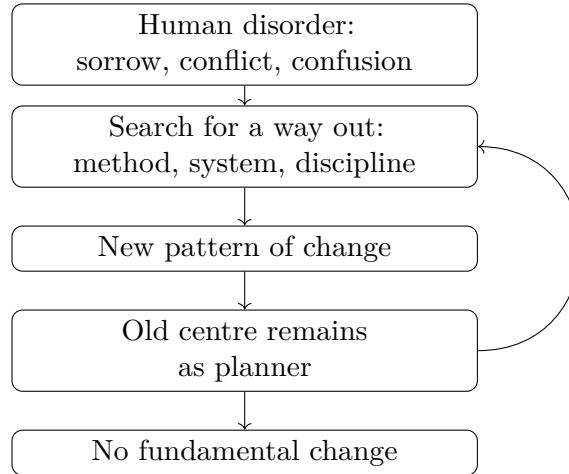 Human disorder:
sorrow, conflict, confusion
Search for a way out:
method, system, discipline
New pattern of change
Old centre remains
as planner
No fundamental change